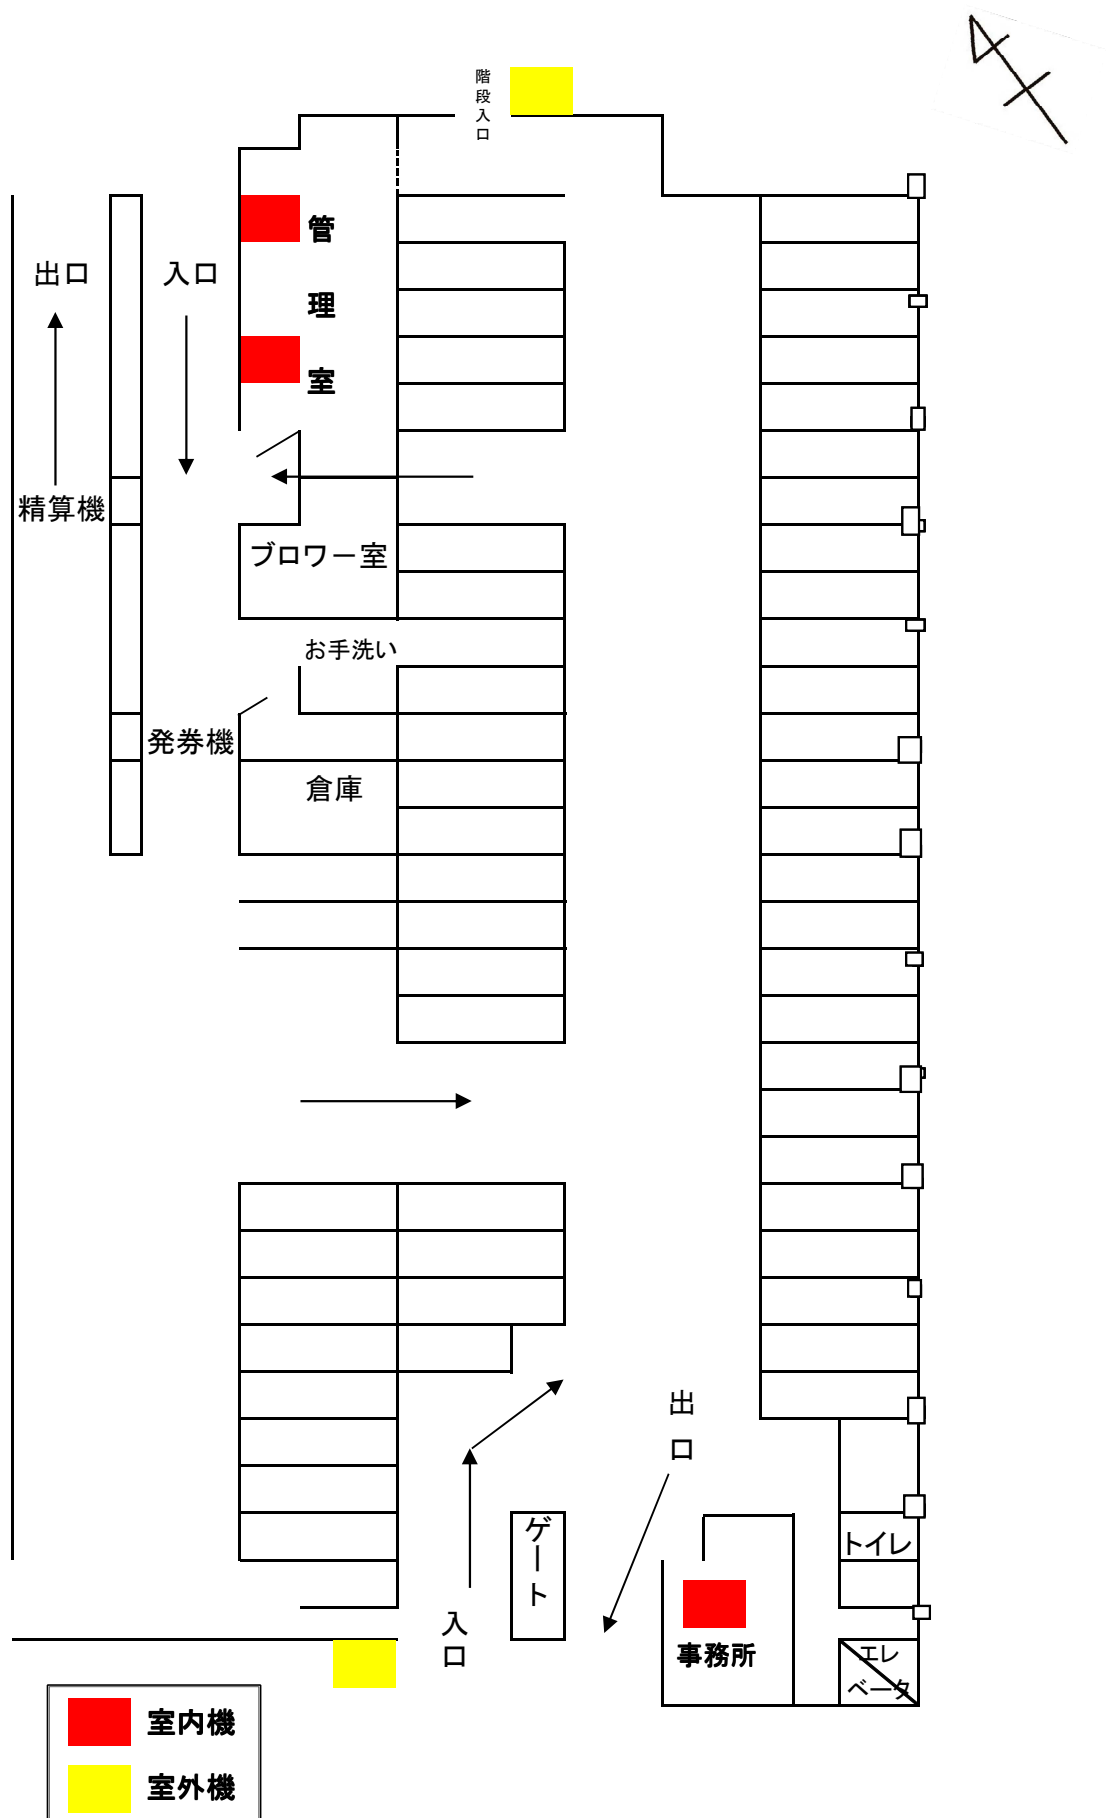 階段入口
管理室
出口
入口
精算機
ブロワー室
お手洗い
発券機
倉庫
出口
ゲート
トイレ
入口
事務所
エレ
ベータ
室内機
室外機